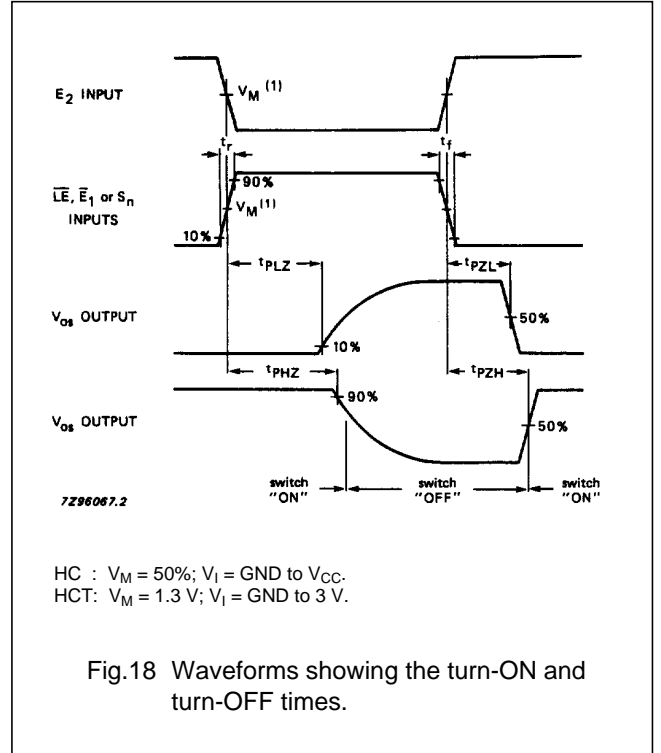 E2 INPUT
VM (1)
tr
tf
LE, E1 or Sn
INPUTS
90%
VM(1)
10%
tPLZ
tPZL
Vos OUTPUT
50%
10%
tPHZ
tPZH
90%
Vos OUTPUT
50%
switch "ON"
switch "OFF"
switch "ON"
7Z96067.2
HC : VM = 50%; VI = GND to VCC.
HCT: VM = 1.3 V; VI = GND to 3 V.
Fig.18 Waveforms showing the turn-ON and
turn-OFF times.